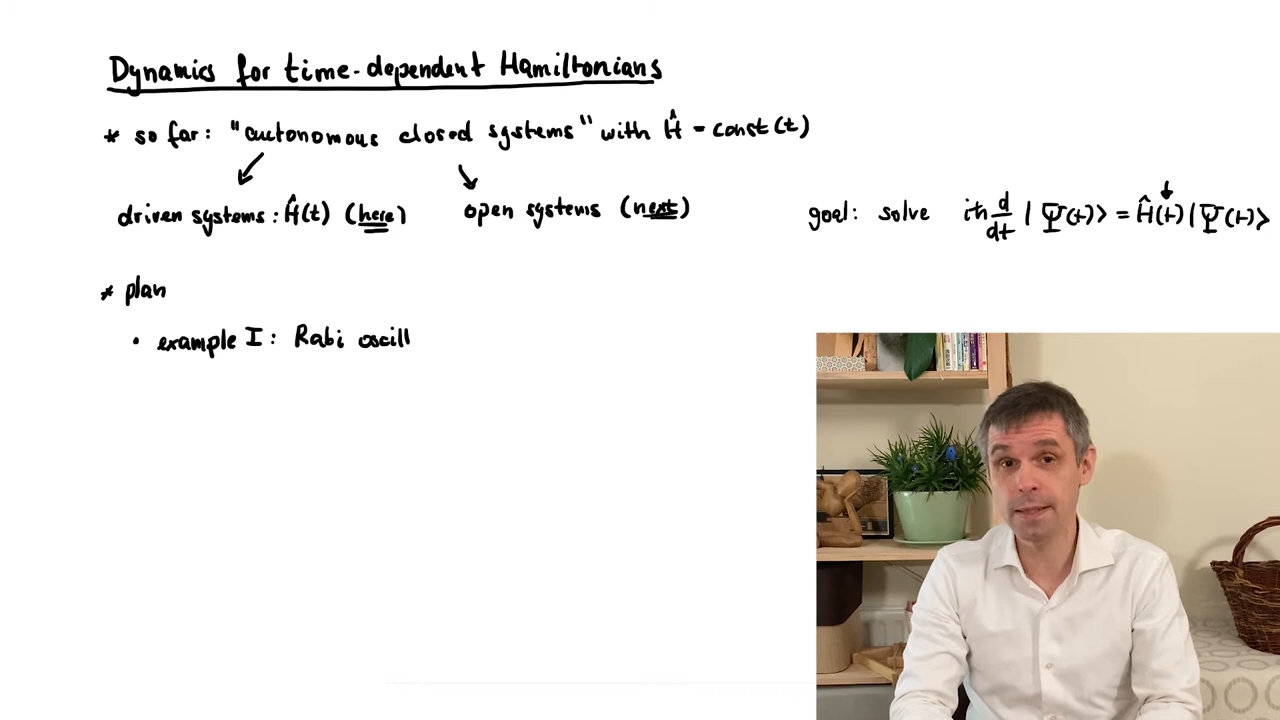 Dynamics for time-dependent Hamiltonians
* so far: "autonomous closed systems" with Ĥ = const(t)
driven systems: Ĥ(t) (here) open systems (next) goal: solve iħ d/dt |Ψ(t)> = Ĥ(t)|Ψ(t)>
* plan
• example I: Rabi oscill